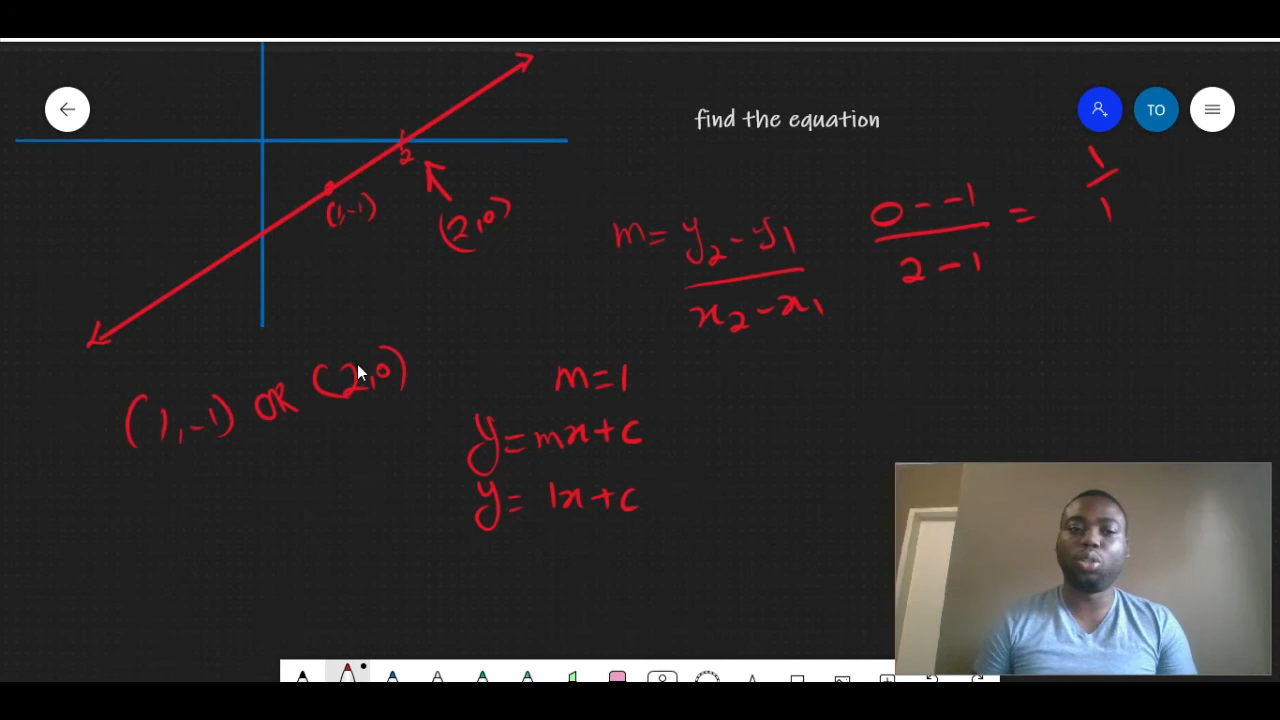 find the equation
TO
2
(1,-1)
(2,0)
m = y2 - y1 / x2 - x1
0 - -1 / 2 - 1 = 1 / 1
(1,-1) OR (2,0)
m = 1
y = mx + c
y = 1x + c